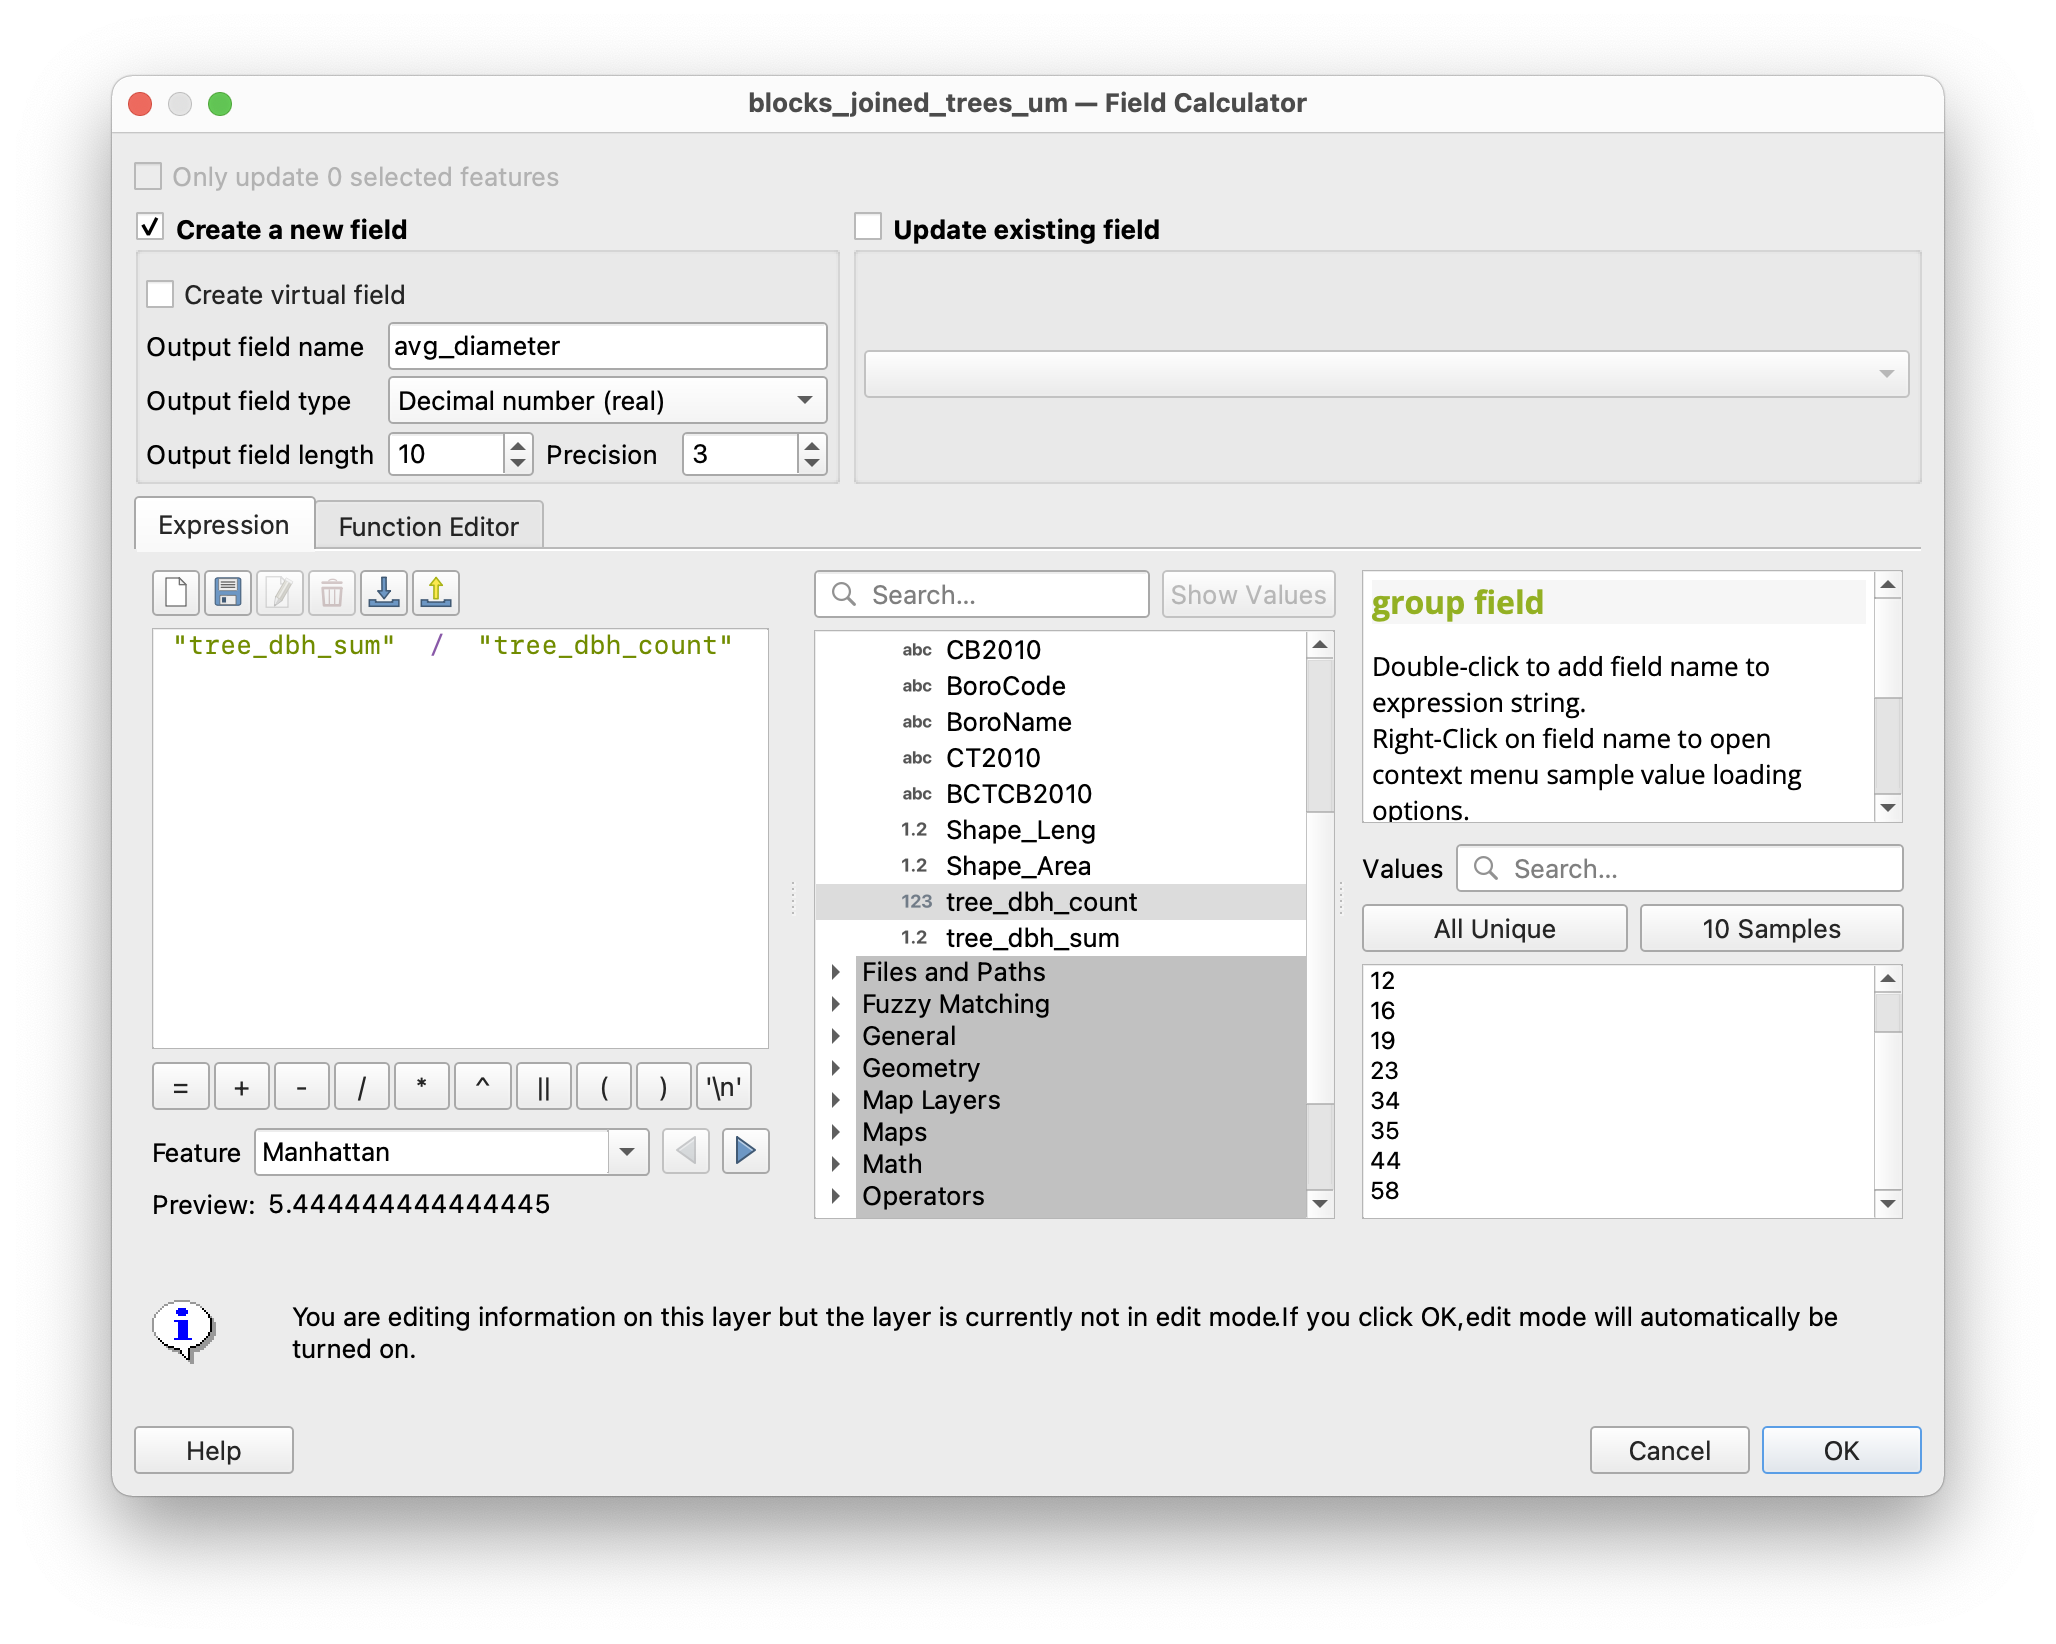 blocks_joined_trees_um — Field Calculator
Only update 0 selected features
Create a new field
Update existing field
Create virtual field
Output field name avg_diameter
Output field type Decimal number (real)
Output field length 10 Precision 3
Expression Function Editor
Search... Show Values
"tree_dbh_sum" / "tree_dbh_count"
= + - / * ^ || ( ) '\n'
Feature Manhattan
Preview: 5.444444444444445
abc CB2010
abc BoroCode
abc BoroName
abc CT2010
abc BCTCB2010
1.2 Shape_Leng
1.2 Shape_Area
123 tree_dbh_count
1.2 tree_dbh_sum
Files and Paths
Fuzzy Matching
General
Geometry
Map Layers
Maps
Math
Operators
group field
Double-click to add field name to
expression string.
Right-Click on field name to open
context menu sample value loading
options.
Values Search...
All Unique 10 Samples
12
16
19
23
34
35
44
58
You are editing information on this layer but the layer is currently not in edit mode.If you click OK,edit mode will automatically be
turned on.
Help Cancel OK